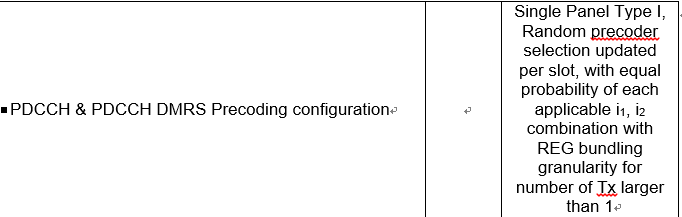 PDCCH & PDCCH DMRS Precoding configuration
Single Panel Type I,
Random precoder
selection updated
per slot, with equal
probability of each
applicable i1, i2
combination with
REG bundling
granularity for
number of Tx larger
than 1